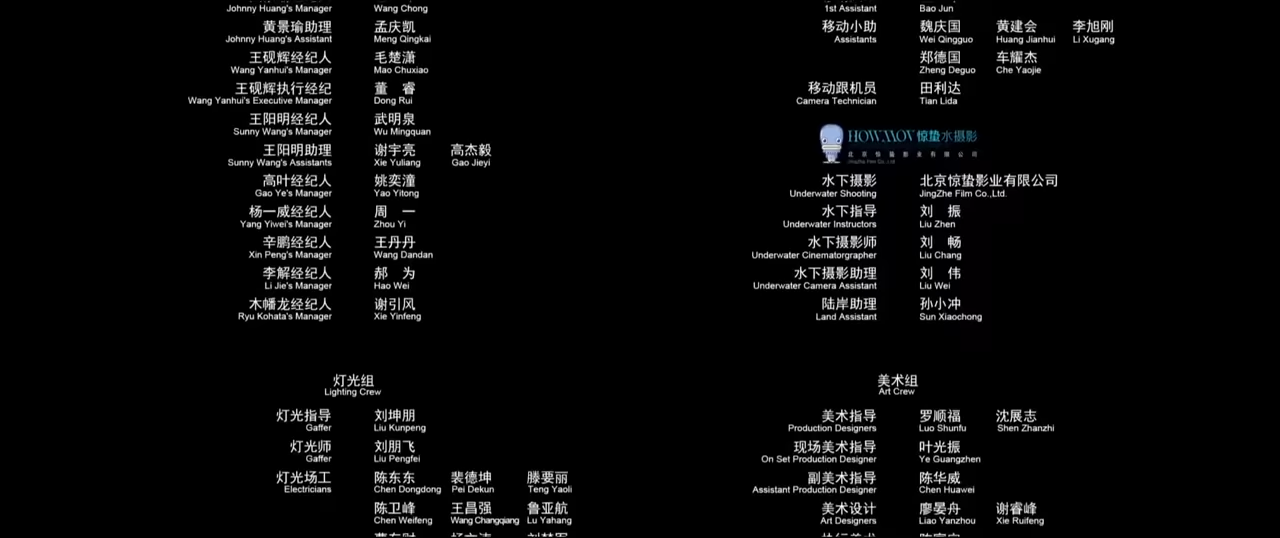 Johnny Huang's Manager Wang Chong
黄景瑜助理 孟庆凯
Johnny Huang's Assistant Meng Qingkai
王砚辉经纪人 毛楚潇
Wang Yanhui's Manager Mao Chuxiao
王砚辉执行经纪 董 睿
Wang Yanhui's Executive Manager Dong Rui
王阳明经纪人 武明泉
Sunny Wang's Manager Wu Mingquan
王阳明助理 谢宇亮 高杰毅
Sunny Wang's Assistants Xie Yuliang Gao Jieyi
高叶经纪人 姚奕潼
Gao Ye's Manager Yao Yitong
杨一威经纪人 周 一
Yang Yiwei's Manager Zhou Yi
辛鹏经纪人 王丹丹
Xin Peng's Manager Wang Dandan
李解经纪人 郝 为
Li Jie's Manager Hao Wei
木幡龙经纪人 谢引风
Ryu Kohata's Manager Xie Yinfeng
灯光组
Lighting Crew
灯光指导 刘坤朋
Gaffer Liu Kunpeng
灯光师 刘朋飞
Gaffer Liu Pengfei
灯光场工 陈东东 裴德坤 滕要丽
Electricians Chen Dongdong Pei Dekun Teng Yaoli
陈卫峰 王昌强 鲁亚航
Chen Weifeng Wang Changqiang Lu Yahang
1st Assistant Bao Jun
移动小助 魏庆国 黄建会 李旭刚
Assistants Wei Qingguo Huang Jianhui Li Xugang
郑德国 车耀杰
Zheng Deguo Che Yaojie
移动跟机员 田利达
Camera Technician Tian Lida
HOW.MOV 惊蛰水摄影
北京惊蛰影业有限公司
JingZhe Film Co.,Ltd
水下摄影 北京惊蛰影业有限公司
Underwater Shooting JingZhe Film Co.,Ltd.
水下指导 刘 振
Underwater Instructors Liu Zhen
水下摄影师 刘 畅
Underwater Cinematorgrapher Liu Chang
水下摄影助理 刘 伟
Underwater Camera Assistant Liu Wei
陆岸助理 孙小冲
Land Assistant Sun Xiaochong
美术组
Art Crew
美术指导 罗顺福 沈展志
Production Designers Luo Shunfu Shen Zhanzhi
现场美术指导 叶光振
On Set Production Designer Ye Guangzhen
副美术指导 陈华威
Assistant Production Designer Chen Huawei
美术设计 廖晏舟 谢睿峰
Art Designers Liao Yanzhou Xie Ruifeng